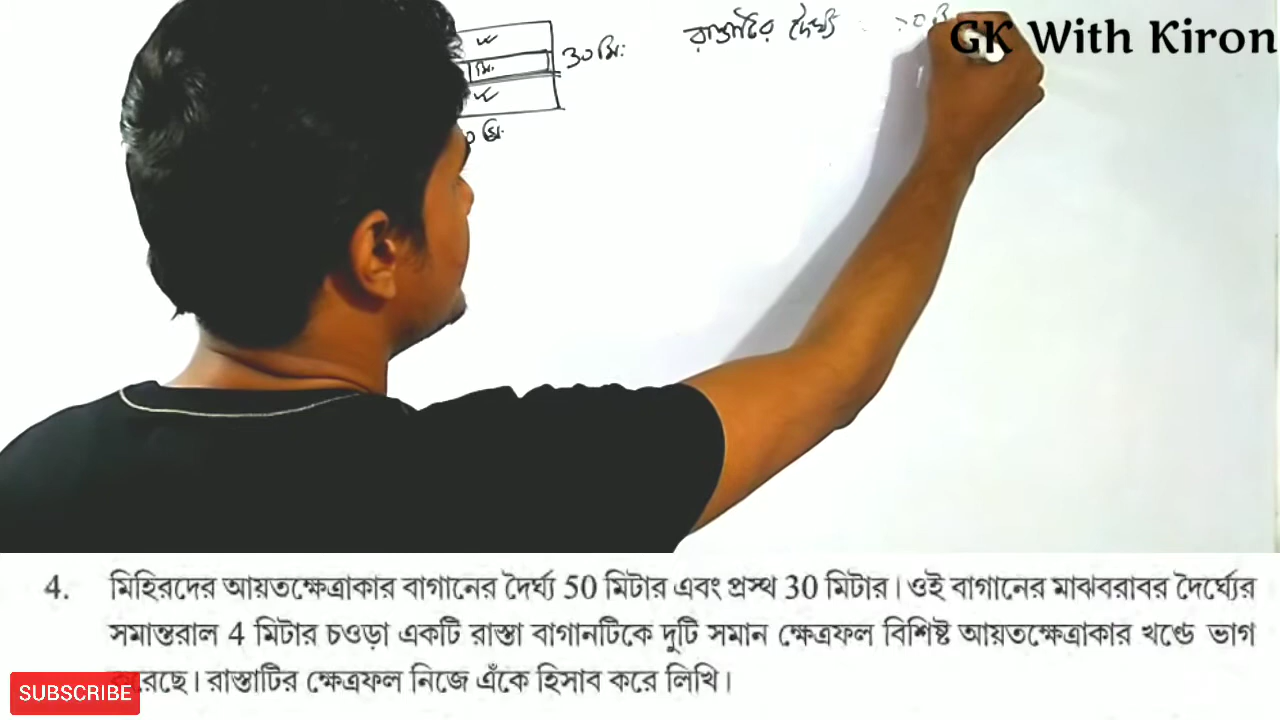 GK With Kiron
রাস্তাটির দৈর্ঘ্য
30 মি:
মি.
4. মিহিরদের আয়তক্ষেত্রাকার বাগানের দৈর্ঘ্য 50 মিটার এবং প্রস্থ 30 মিটার। ওই বাগানের মাঝবরাবর দৈর্ঘ্যের
সমান্তরাল 4 মিটার চওড়া একটি রাস্তা বাগানটিকে দুটি সমান ক্ষেত্রফল বিশিষ্ট আয়তক্ষেত্রাকার খণ্ডে ভাগ
রাস্তাটির ক্ষেত্রফল নিজে এঁকে হিসাব করে লিখি।
SUBSCRIBE